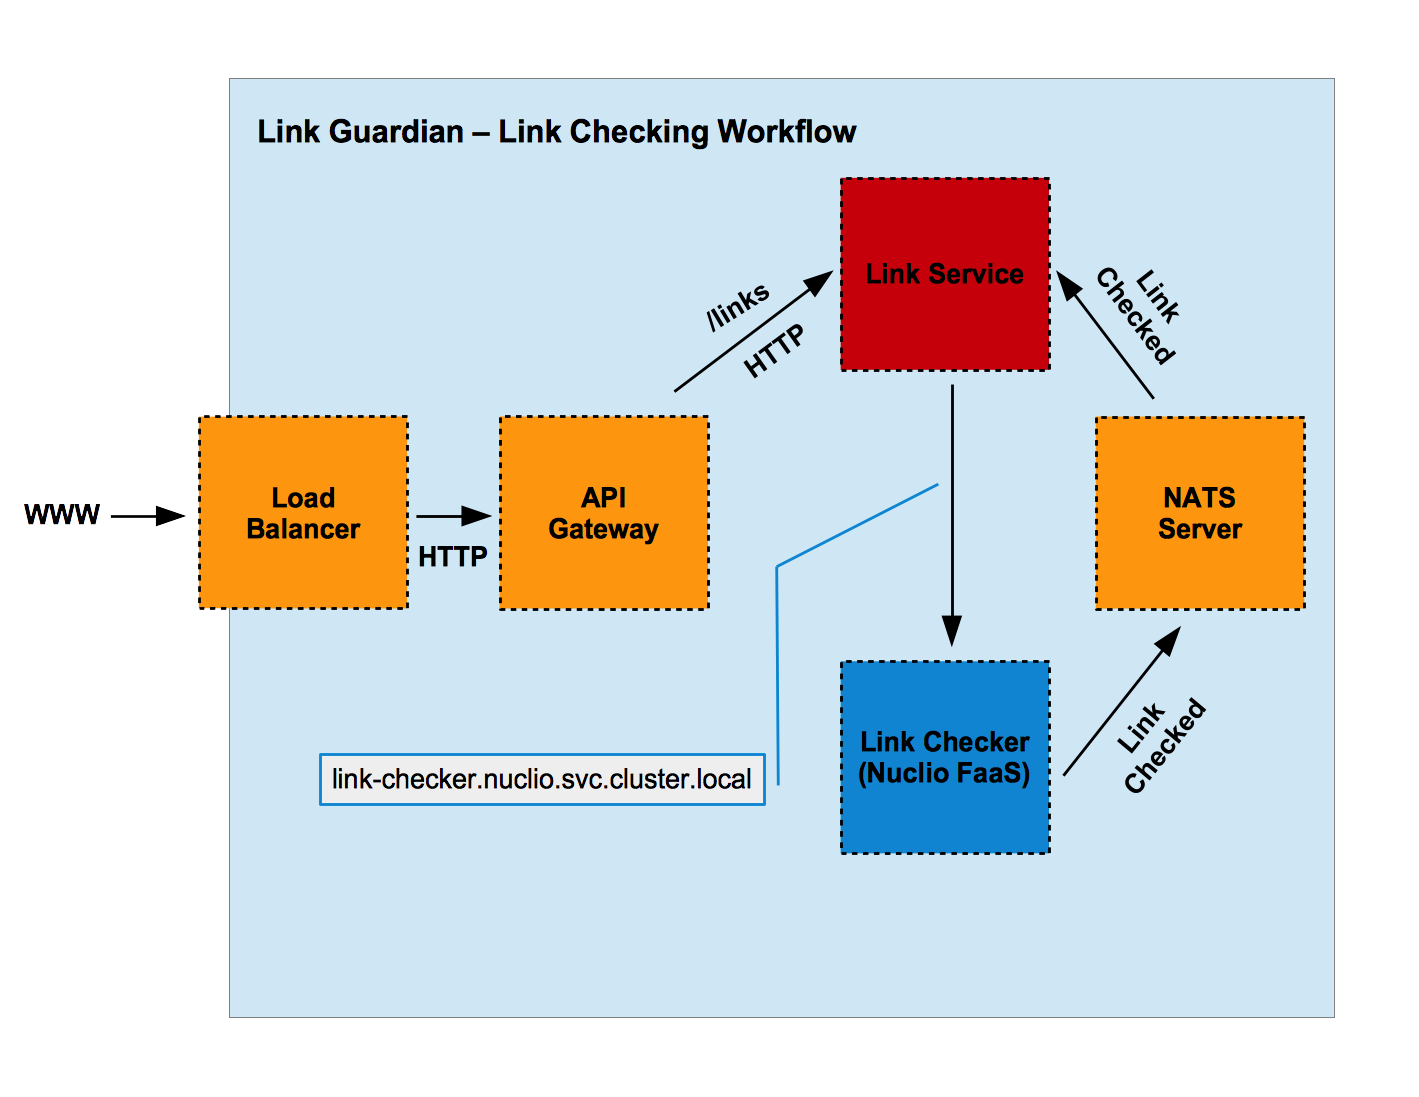 Link Guardian – Link Checking Workflow
Link Service
/links
HTTP
Link
Checked
WWW
Load
Balancer
HTTP
API
Gateway
NATS
Server
Link Checker
(Nuclio FaaS)
Link
Checked
link-checker.nuclio.svc.cluster.local